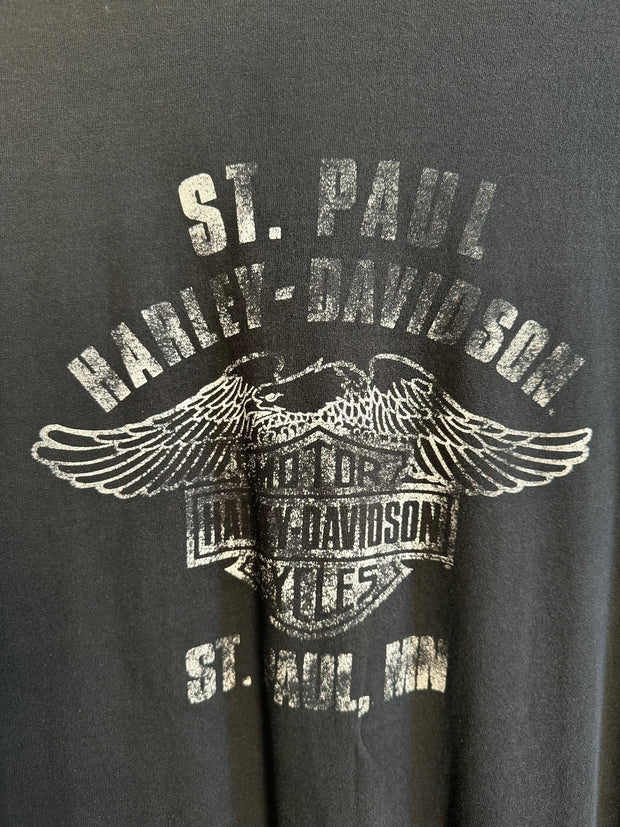 ST. PAUL
HARLEY-DAVIDSON
MOTOR
HARLEY-DAVIDSON
CYCLES
ST. PAUL, MN